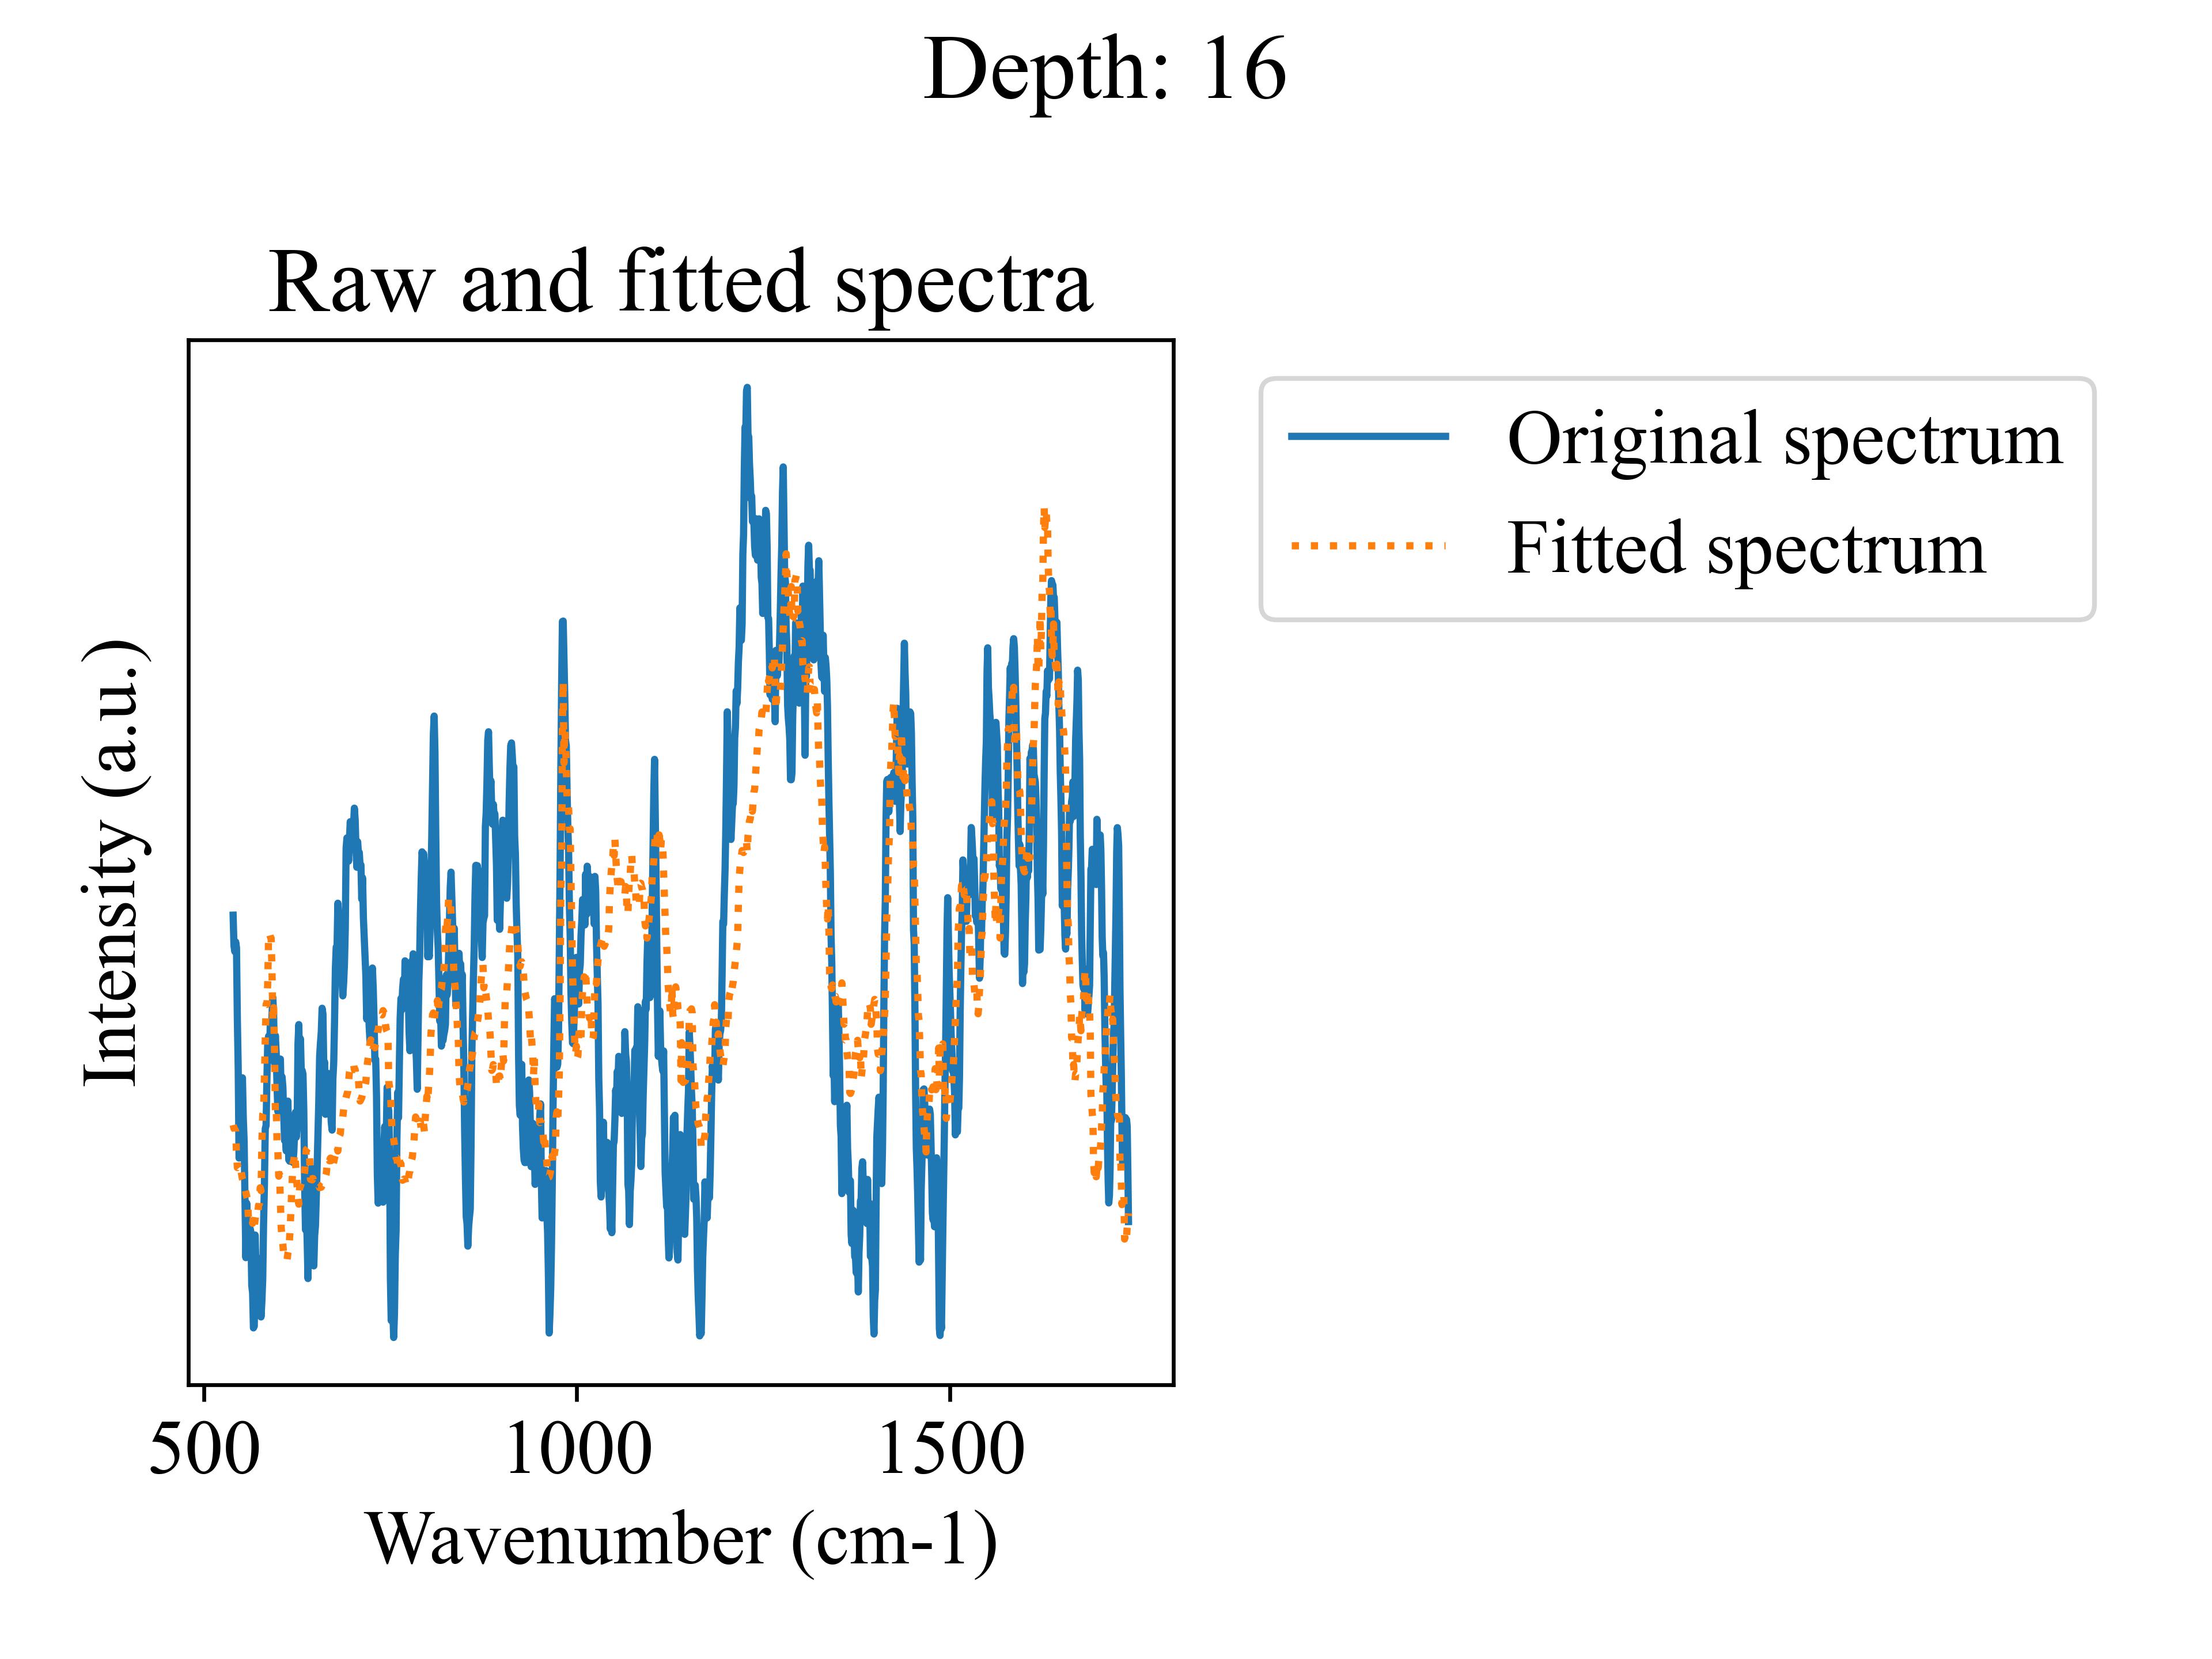 Depth: 16
Raw and fitted spectra
Original spectrum
Fitted spectrum
Intensity (a.u.)
500 1000 1500
Wavenumber (cm-1)